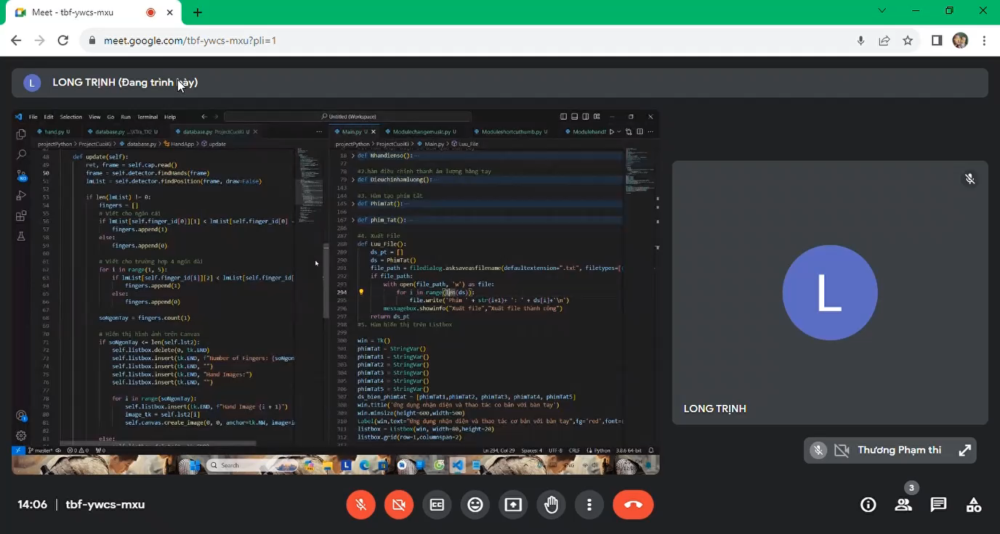 Meet - tbf-ywcs-mxu
meet.google.com/tbf-ywcs-mxu?pli=1
L LONG TRỊNH (Đang trình bày)
File Edit Selection View Go Run Terminal Help
Untitled (Workspace)
hand.py U database.py ...\KTra_TX2 U database.py ProjectCuoiKi U
projectPython > ProjectCuoiKi > database.py > HandApp > update
48 def update(self):
49 ret, frame = self.cap.read()
50 frame = self.detector.findHands(frame)
51 lmList = self.detector.findPosition(frame, draw=False)
52
53 if len(lmList) != 0:
54 fingers = []
55 # Viết cho ngón cái
56 if lmList[self.finger_id[0]][1] < lmList[self.finger_id[0] -
57 fingers.append(1)
58 else:
59 fingers.append(0)
60
61 # Viết cho trường hợp 4 ngón dài
62 for i in range(1, 5):
63 if lmList[self.finger_id[i]][2] < lmList[self.finger_id[
64 fingers.append(1)
65 else:
66 fingers.append(0)
67
68 soNgonTay = fingers.count(1)
69
70 # Hiển thị hình ảnh trên Canvas
71 if soNgonTay <= len(self.lst2):
72 self.listbox.delete(0, tk.END)
73 self.listbox.insert(tk.END, f"Number of Fingers: {soNgon
74 self.listbox.insert(tk.END, "")
75 self.listbox.insert(tk.END, "Hand Images:")
76 self.listbox.insert(tk.END, "")
77
78 for i in range(soNgonTay):
79 self.listbox.insert(tk.END, f"Hand Image {i + 1}")
80 image_tk = self.lst2[i]
81 self.canvas.create_image(0, 0, anchor=tk.NW, image=i
82
83 else:
Main.py U Modulechangemusic.py U Moduleshortcuthumb.py U Modulehandl
projectPython > ProjectCuoiKi > Main.py > Luu_File
18 def Nhandienso():
77
78 #2.hàm điều chỉnh thanh âm lượng bằng tay
79 def Dieuchinhamluong():
143
144 #3. Hàm tạo phím tắt
145 def PhimTat():
166
167 def phim_Tat():
286
287 #4. Xuất File
288 def Luu_File():
289 ds_pt = []
290 ds = PhimTat()
291 file_path = filedialog.asksaveasfilename(defaultextension=".txt", filetypes=[
292 if file_path:
293 with open(file_path, 'w') as file:
294 for i in range(len(ds)):
295 file.write('Phím ' + str(i+1)+ ': ' + ds[i]+'\n')
296 messagebox.showinfo("Xuất file","Xuất file thành công")
297 return ds_pt
298 #5. Hàm hiển thị trên Listbox
299
300 win = Tk()
301 phimTat = StringVar()
302 phimTat1 = StringVar()
303 phimTat2 = StringVar()
304 phimTat3 = StringVar()
305 phimTat4 = StringVar()
306 phimTat5 = StringVar()
307 ds_bien_phimtat = [phimTat1,phimTat2, phimTat3, phimTat4, phimTat5]
308 win.title('Ứng dụng nhận diện và thao tác cơ bản với bàn tay')
309 win.minsize(height=600,width=500)
310 Label(win,text="Ứng dụng nhận diện và thao tác cơ bản với bàn tay",fg='red',font=
311 listbox = Listbox(win, width=80,height=20)
312 listbox.grid(row=1,columnspan=2)
master* 0 0 0 Ln 294, Col 29 Spaces: 4 UTF-8 CRLF Python 3.8.6 64-bit
Search
L
LONG TRỊNH
Thương Phạm thi
14:06 | tbf-ywcs-mxu
CC
3